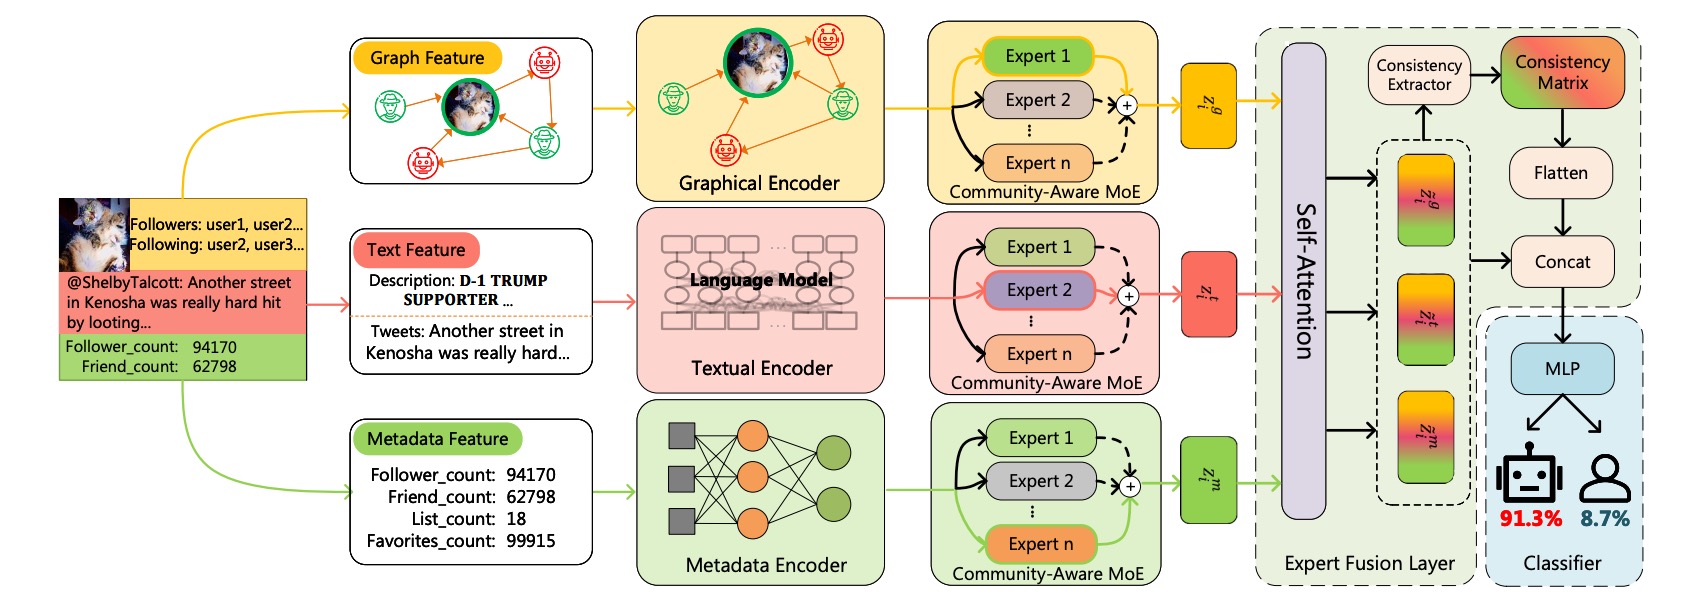 Followers: user1, user2...
Following: user2, user3...
@ShelbyTalcott: Another street
in Kenosha was really hard hit
by looting...
Follower_count: 94170
Friend_count: 62798
Graph Feature
Text Feature
Description: D-1 TRUMP
SUPPORTER ...
Tweets: Another street in
Kenosha was really hard...
Metadata Feature
Follower_count: 94170
Friend_count: 62798
List_count: 18
Favorites_count: 99915
Graphical Encoder
Language Model
Textual Encoder
Metadata Encoder
Expert 1
Expert 2
⋮
Expert n
Community-Aware MoE
Expert 1
Expert 2
⋮
Expert n
Community-Aware MoE
Expert 1
Expert 2
⋮
Expert n
Community-Aware MoE
z_i^g
z_i^t
z_i^m
Self-Attention
Consistency
Extractor
Consistency
Matrix
Flatten
Concat
z̃_i^g
z̃_i^t
z̃_i^m
Expert Fusion Layer
MLP
91.3% 8.7%
Classifier